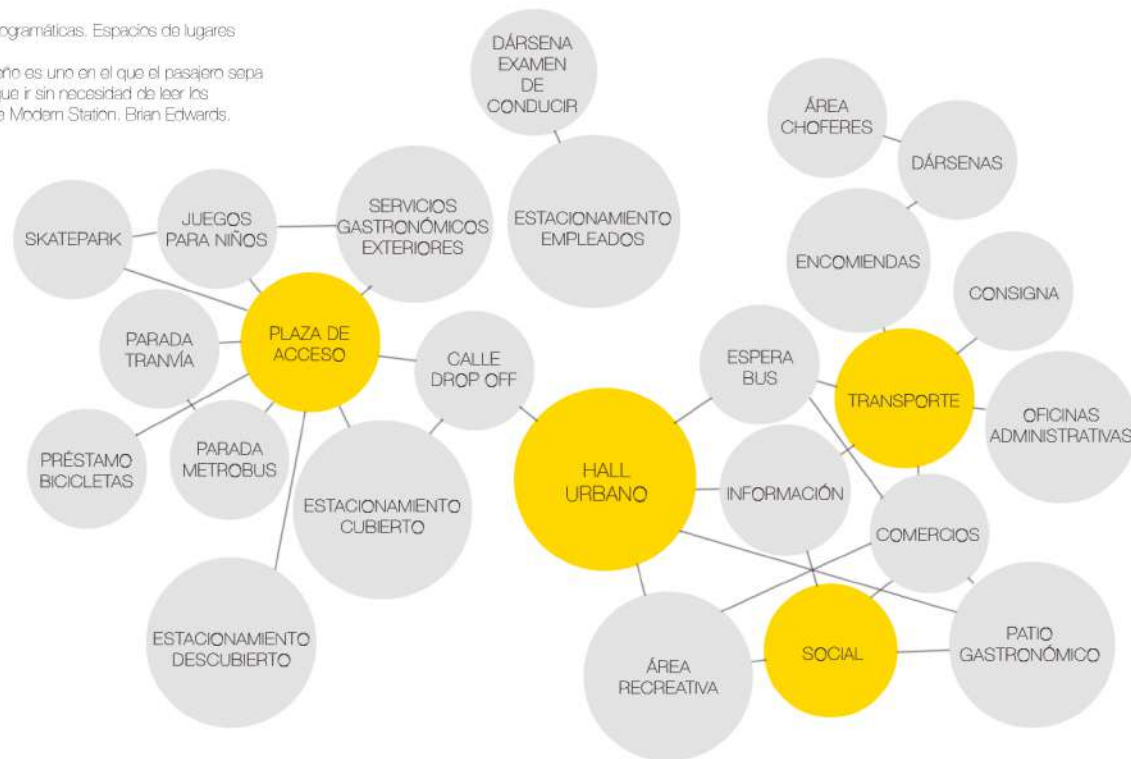 ogramáticas. Espacios de lugares
eño es uno en el que el pasajero sepa
que ir sin necesidad de leer los
e Modern Station. Brian Edwards.
DÁRSENA
EXAMEN
DE
CONDUCIR
ÁREA
CHOFERES
DÁRSENAS
SKATEPARK
JUEGOS
PARA NIÑOS
SERVICIOS
GASTRONÓMICOS
EXTERIORES
ESTACIONAMIENTO
EMPLEADOS
ENCOMIENDAS
CONSIGNA
PARADA
TRANVÍA
PLAZA DE
ACCESO
CALLE
DROP OFF
ESPERA
BUS
TRANSPORTE
OFICINAS
ADMINISTRATIVAS
PRÉSTAMO
BICICLETAS
PARADA
METROBUS
ESTACIONAMIENTO
CUBIERTO
HALL
URBANO
INFORMACIÓN
COMERCIOS
ESTACIONAMIENTO
DESCUBIERTO
ÁREA
RECREATIVA
SOCIAL
PATIO
GASTRONÓMICO